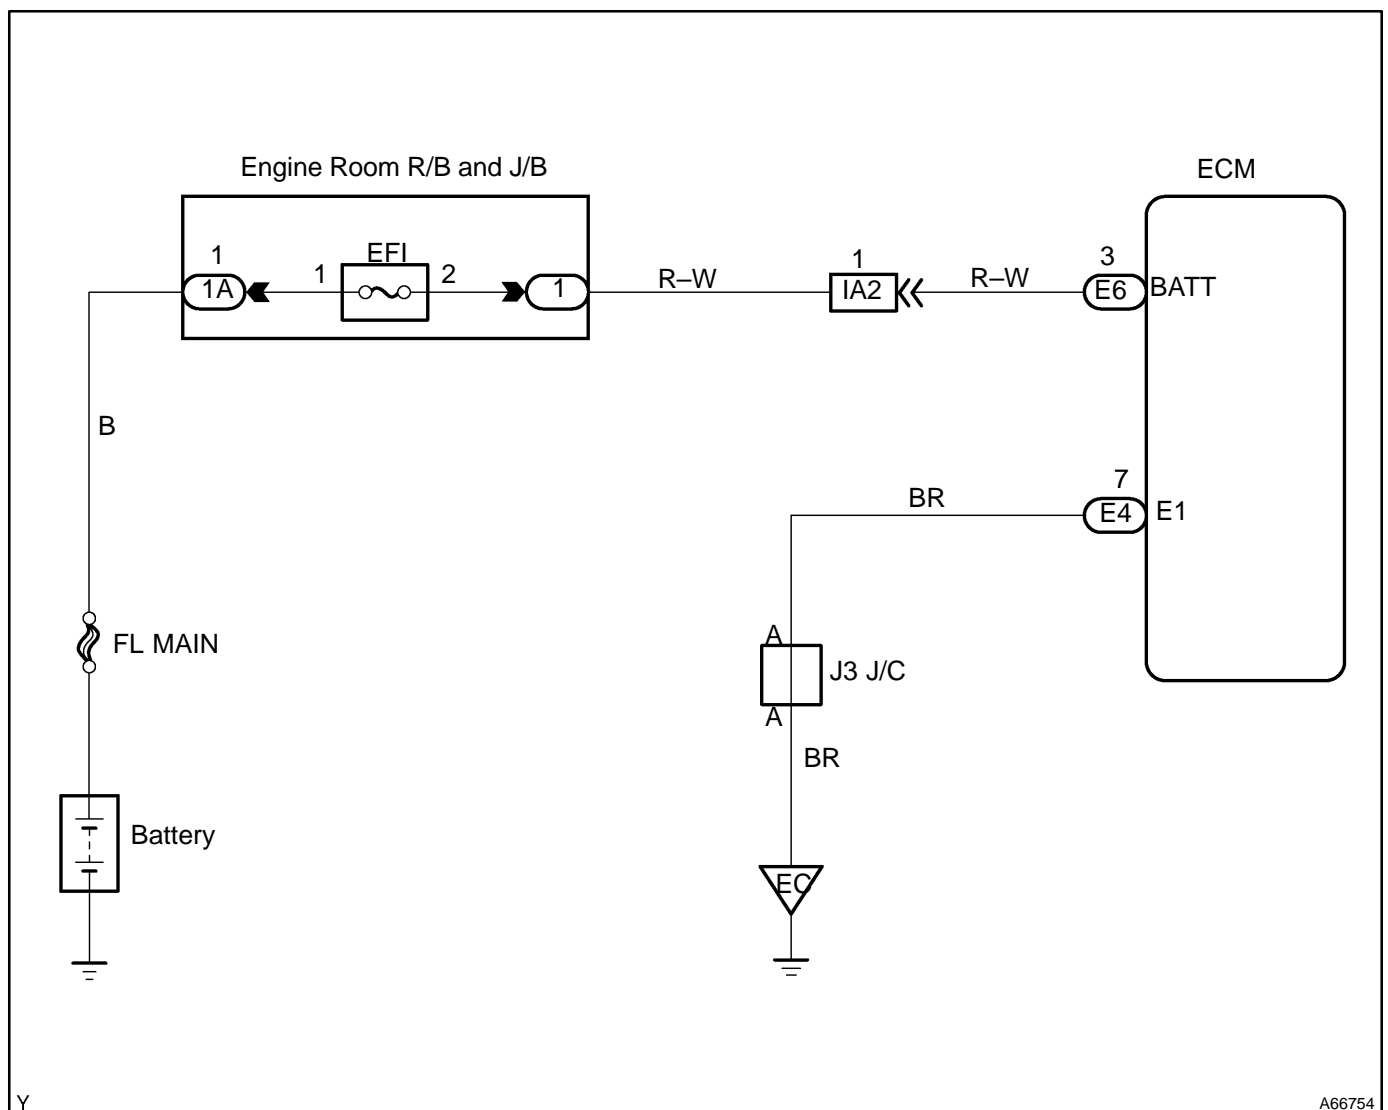 Engine Room R/B and J/B
ECM
1
EFI
1A
1
2
1
R–W
1
IA2
R–W
3
E6
BATT
B
7
BR
E4
E1
FL MAIN
A
J3 J/C
A
BR
Battery
EC
Y
A66754